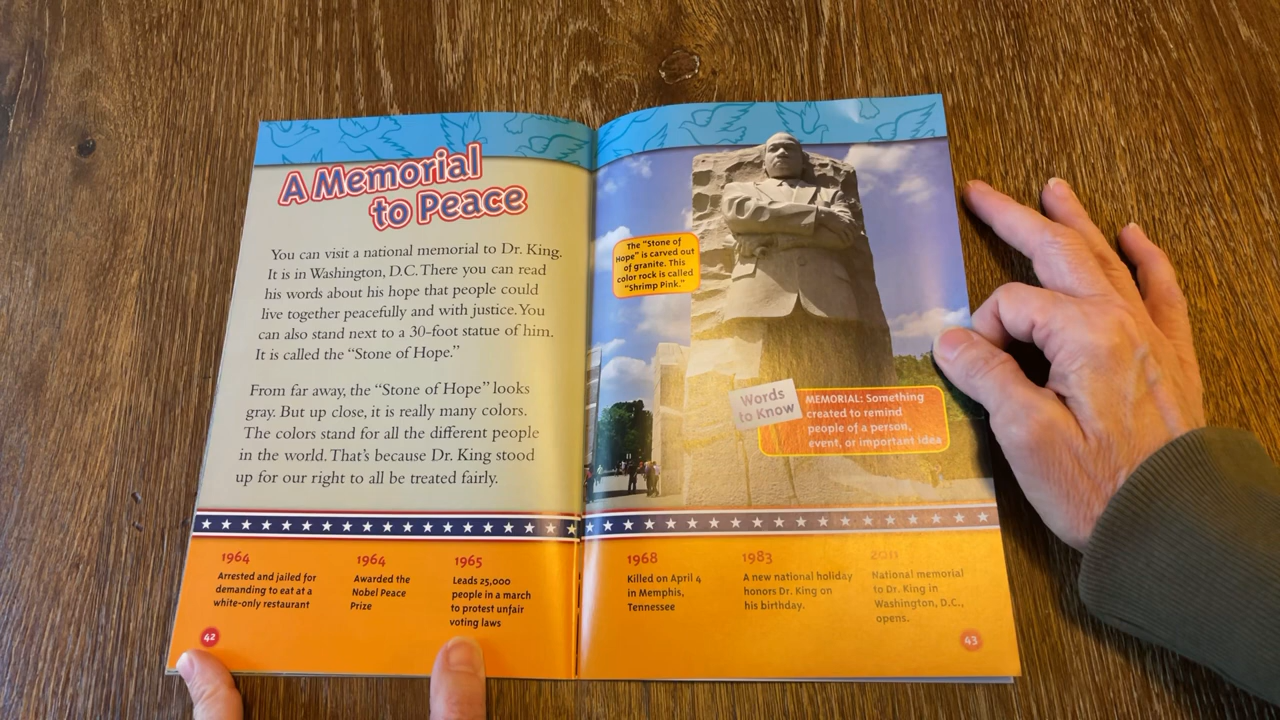 A Memorial
to Peace
You can visit a national memorial to Dr. King.
It is in Washington, D.C. There you can read
his words about his hope that people could
live together peacefully and with justice. You
can also stand next to a 30-foot statue of him.
It is called the “Stone of Hope.”
From far away, the “Stone of Hope” looks
gray. But up close, it is really many colors.
The colors stand for all the different people
in the world. That’s because Dr. King stood
up for our right to all be treated fairly.
1964
Arrested and jailed for
demanding to eat at a
white-only restaurant
1964
Awarded the
Nobel Peace
Prize
1965
Leads 25,000
people in a march
to protest unfair
voting laws
42
The “Stone of
Hope” is carved out
of granite. This
color rock is called
“Shrimp Pink.”
Words
to Know
MEMORIAL: Something
created to remind
people of a person,
event, or important idea
1968
Killed on April 4
in Memphis,
Tennessee
1983
A new national holiday
honors Dr. King on
his birthday.
2011
National memorial
to Dr. King in
Washington, D.C.,
opens.
43